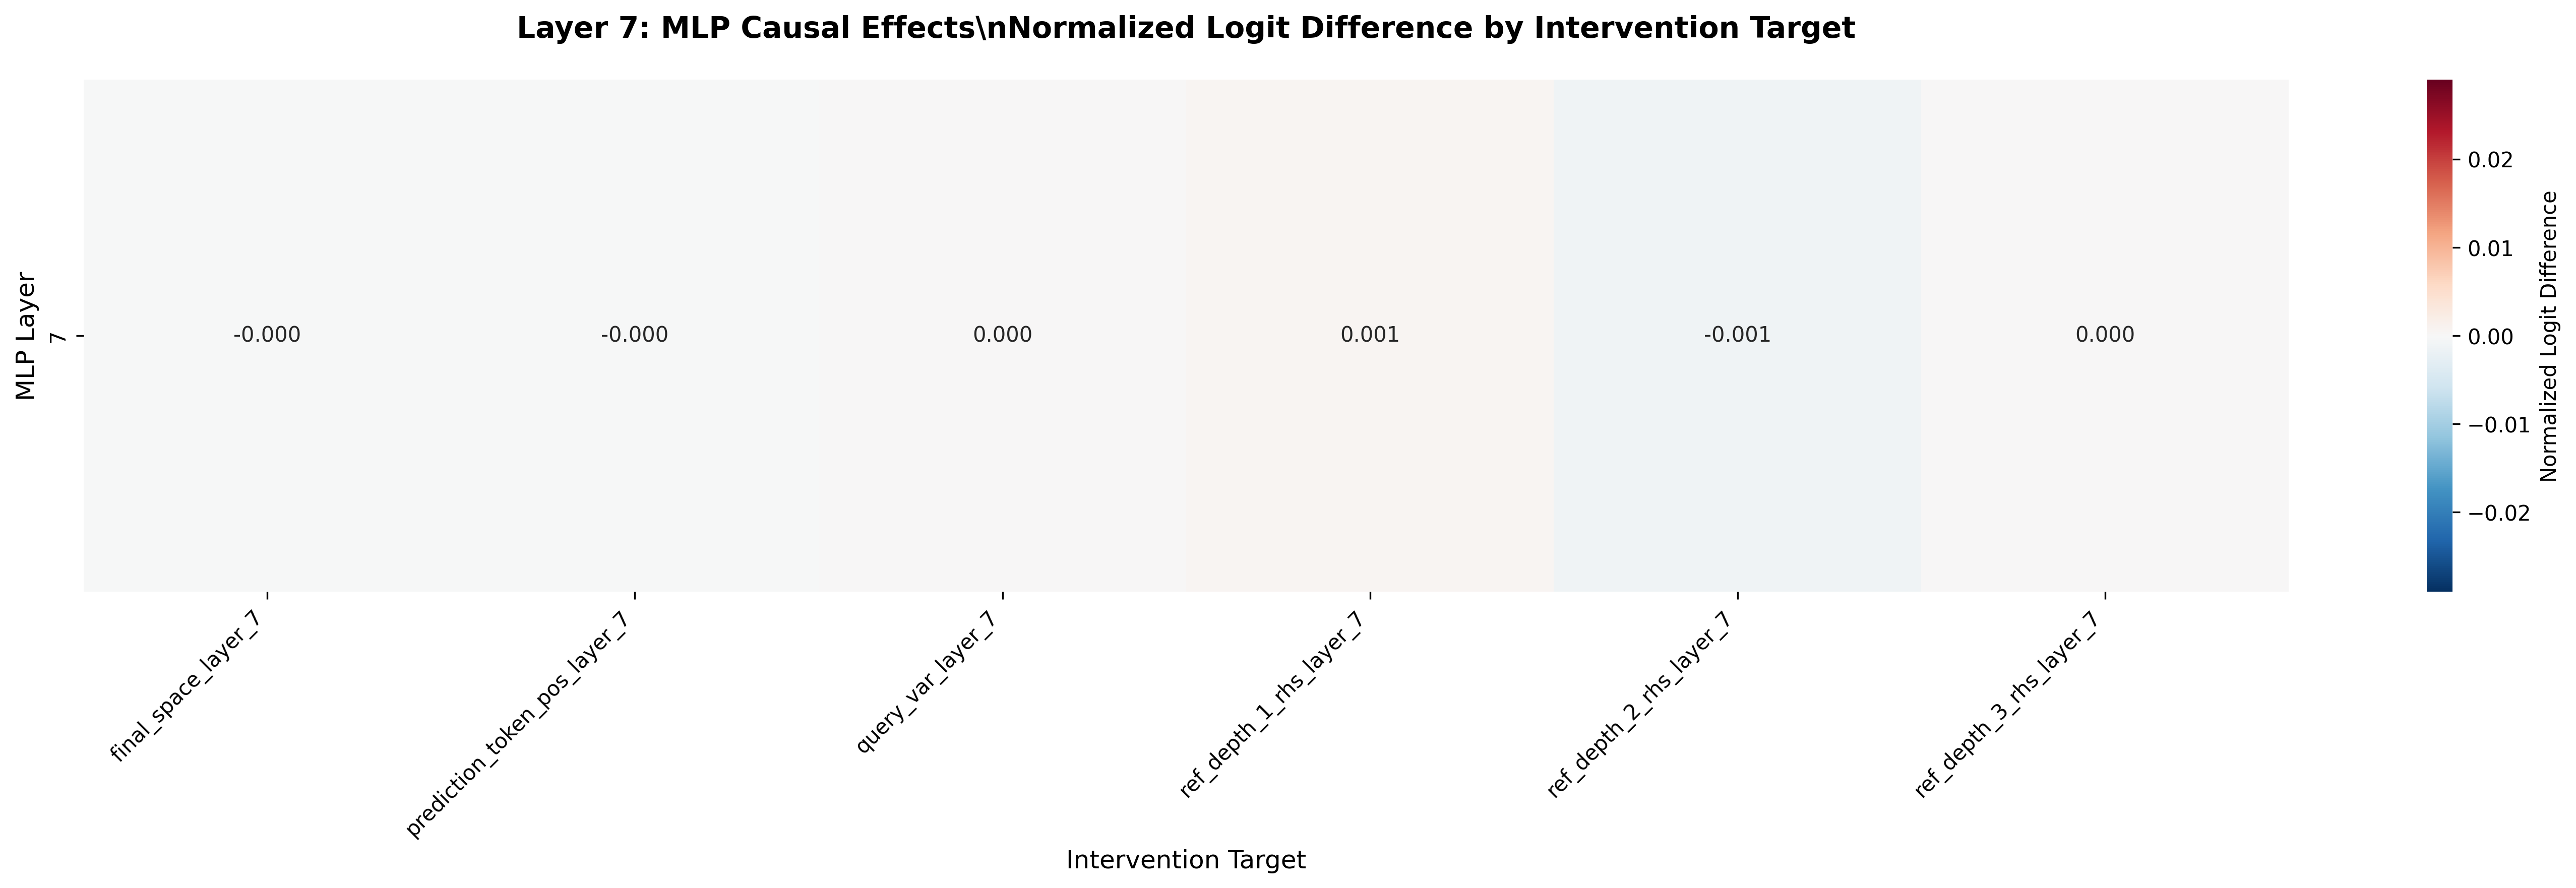 Layer 7: MLP Causal Effects\nNormalized Logit Difference by Intervention Target
MLP Layer
7
-0.000
-0.000
0.000
0.001
-0.001
0.000
final_space_layer_7
prediction_token_pos_layer_7
query_var_layer_7
ref_depth_1_rhs_layer_7
ref_depth_2_rhs_layer_7
ref_depth_3_rhs_layer_7
Intervention Target
0.02
0.01
0.00
−0.01
−0.02
Normalized Logit Difference